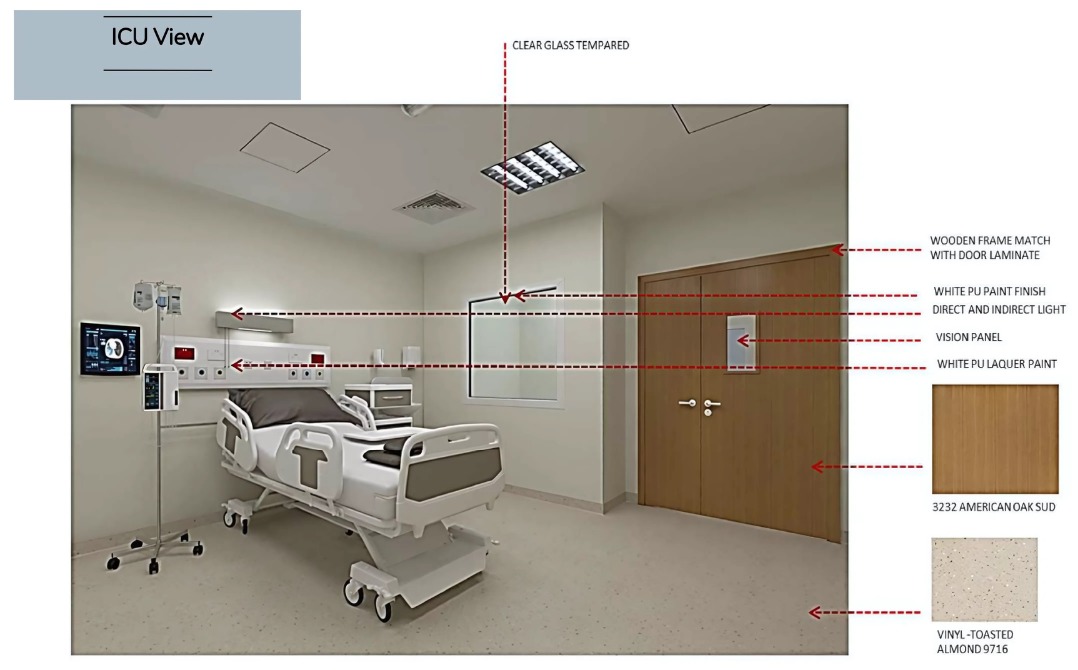 ICU View
CLEAR GLASS TEMPARED
WOODEN FRAME MATCH
WITH DOOR LAMINATE
WHITE PU PAINT FINISH
DIRECT AND INDIRECT LIGHT
VISION PANEL
WHITE PU LAQUER PAINT
3232 AMERICAN OAK SUD
VINYL -TOASTED
ALMOND 9716